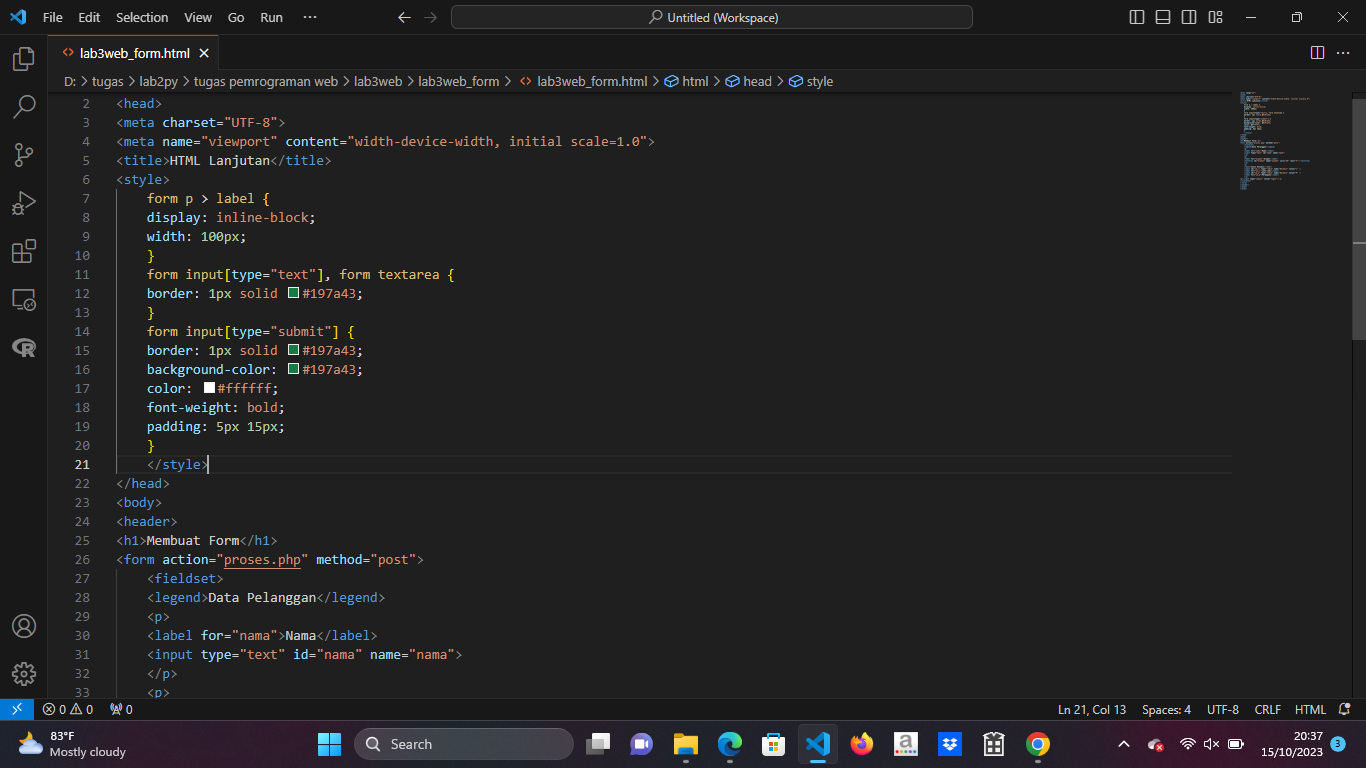 File Edit Selection View Go Run ···
Untitled (Workspace)
lab3web_form.html
D: > tugas > lab2py > tugas pemrograman web > lab3web > lab3web_form > lab3web_form.html > html > head > style
2 <head>
3 <meta charset="UTF-8">
4 <meta name="viewport" content="width-device-width, initial scale=1.0">
5 <title>HTML Lanjutan</title>
6 <style>
7 form p > label {
8 display: inline-block;
9 width: 100px;
10 }
11 form input[type="text"], form textarea {
12 border: 1px solid #197a43;
13 }
14 form input[type="submit"] {
15 border: 1px solid #197a43;
16 background-color: #197a43;
17 color: #ffffff;
18 font-weight: bold;
19 padding: 5px 15px;
20 }
21 </style>
22 </head>
23 <body>
24 <header>
25 <h1>Membuat Form</h1>
26 <form action="proses.php" method="post">
27 <fieldset>
28 <legend>Data Pelanggan</legend>
29 <p>
30 <label for="nama">Nama</label>
31 <input type="text" id="nama" name="nama">
32 </p>
33 <p>
0 0 0 Ln 21, Col 13 Spaces: 4 UTF-8 CRLF HTML
83°F
Mostly cloudy
Search
20:37
15/10/2023
3